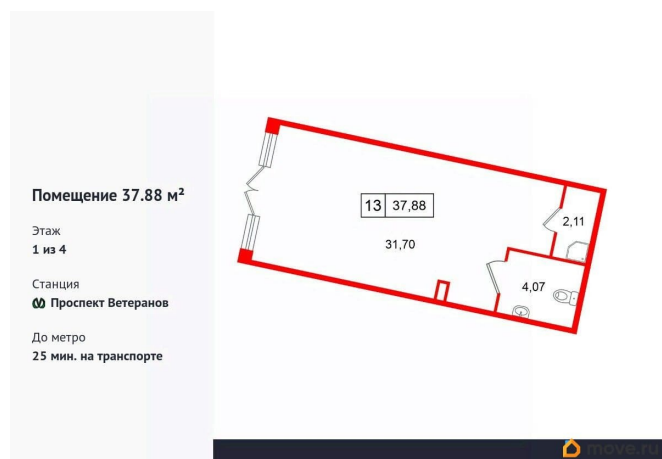 Помещение 37.88 м²
Этаж
1 из 4
Станция
Проспект Ветеранов
До метро
25 мин. на транспорте
13 37,88
31,70
2,11
4,07
move.ru